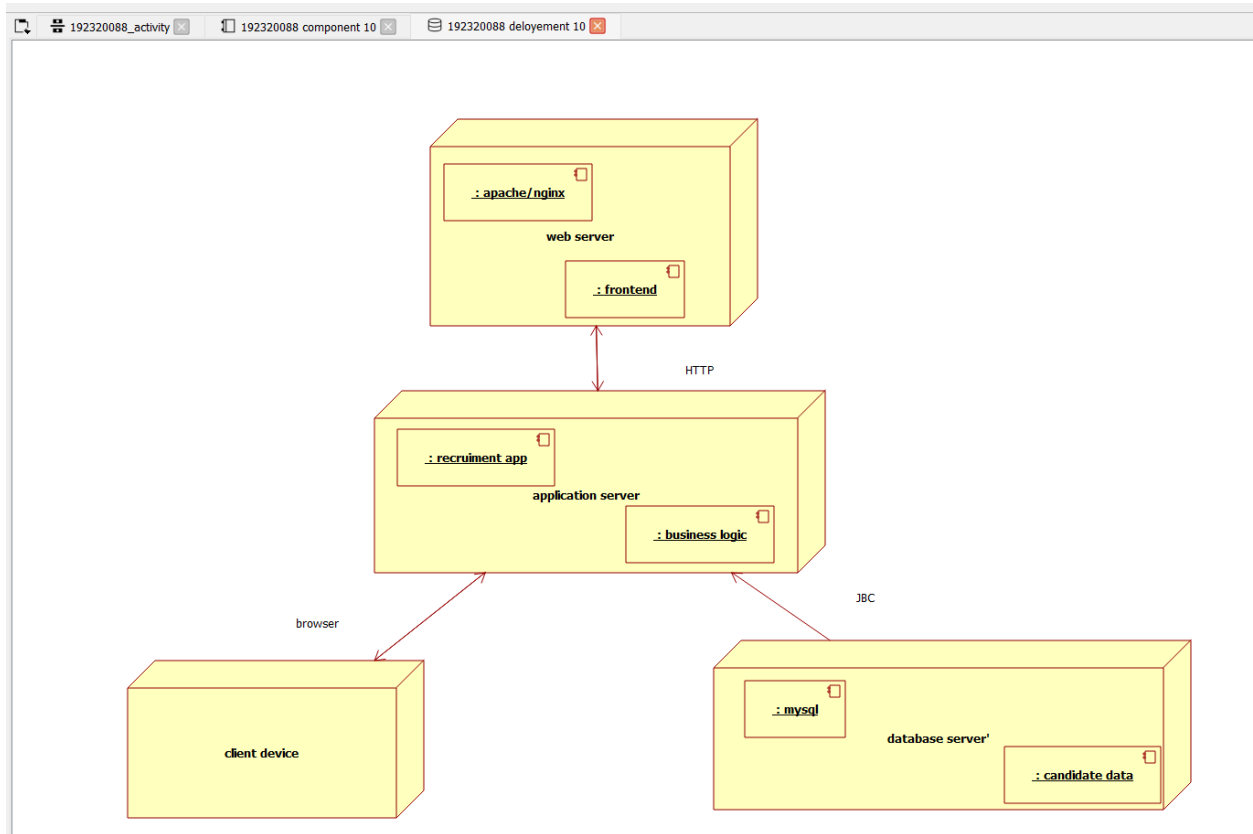 192320088_activity
192320088 component 10
192320088 deloyement 10
: apache/nginx
web server
: frontend
HTTP
: recruiment app
application server
: business logic
browser
JBC
client device
: mysql
database server'
: candidate data